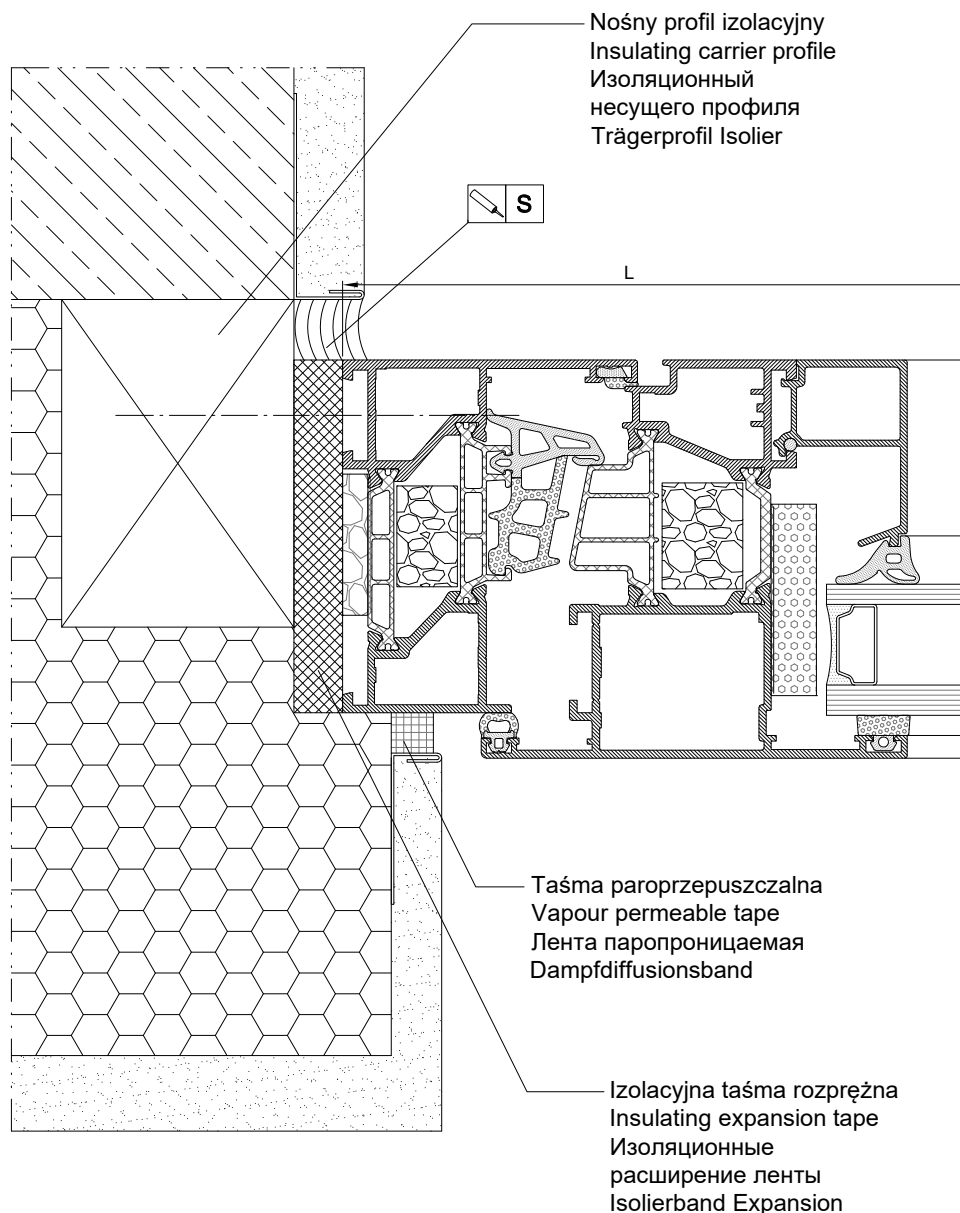 Nośny profil izolacyjny
Insulating carrier profile
Изоляционный
несущего профиля
Trägerprofil Isolier
S
L
Taśma paroprzepuszczalna
Vapour permeable tape
Лента паропроницаемая
Dampfdiffusionsband
Izolacyjna taśma rozprężna
Insulating expansion tape
Изоляционные
расширение ленты
Isolierband Expansion